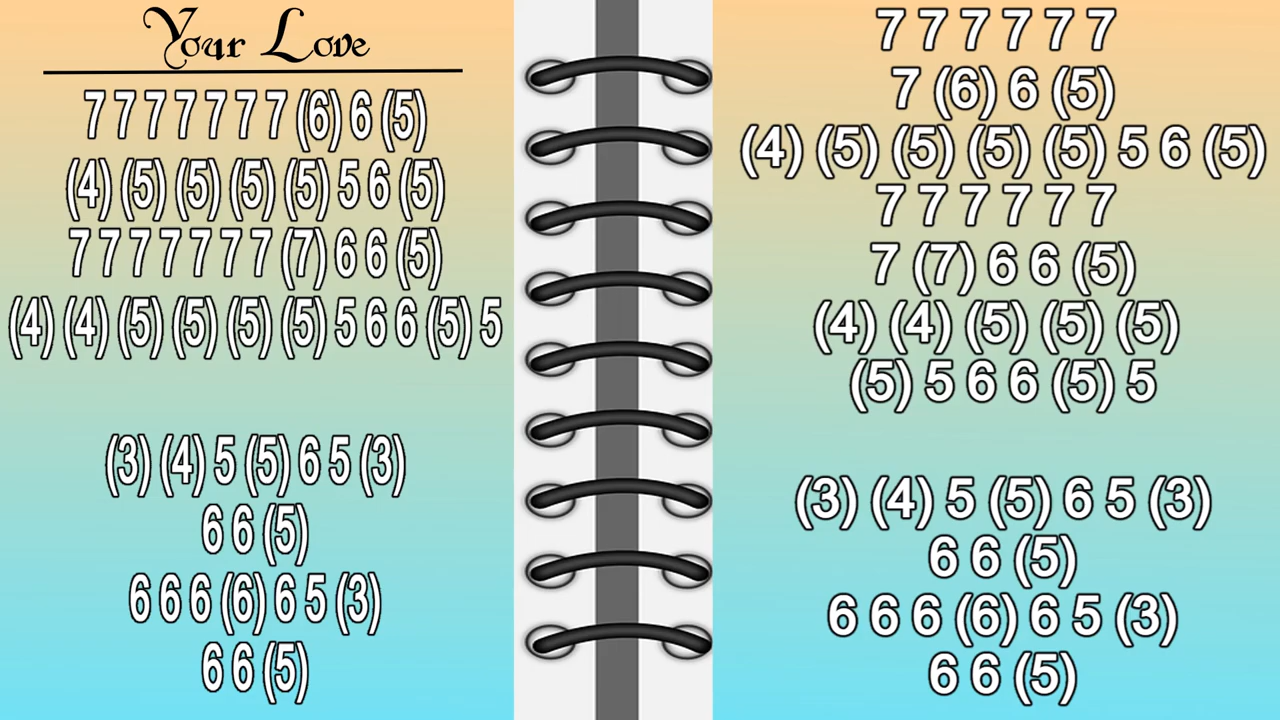 Your Love
7 7 7 7 7 7 7 (6) 6 (5)
(4) (5) (5) (5) (5) 5 6 (5)
7 7 7 7 7 7 7 (7) 6 6 (5)
(4) (4) (5) (5) (5) (5) 5 6 6 (5) 5
(3) (4) 5 (5) 6 5 (3)
6 6 (5)
6 6 6 (6) 6 5 (3)
6 6 (5)
7 7 7 7 7 7
7 (6) 6 (5)
(4) (5) (5) (5) (5) 5 6 (5)
7 7 7 7 7 7
7 (7) 6 6 (5)
(4) (4) (5) (5) (5)
(5) 5 6 6 (5) 5
(3) (4) 5 (5) 6 5 (3)
6 6 (5)
6 6 6 (6) 6 5 (3)
6 6 (5)